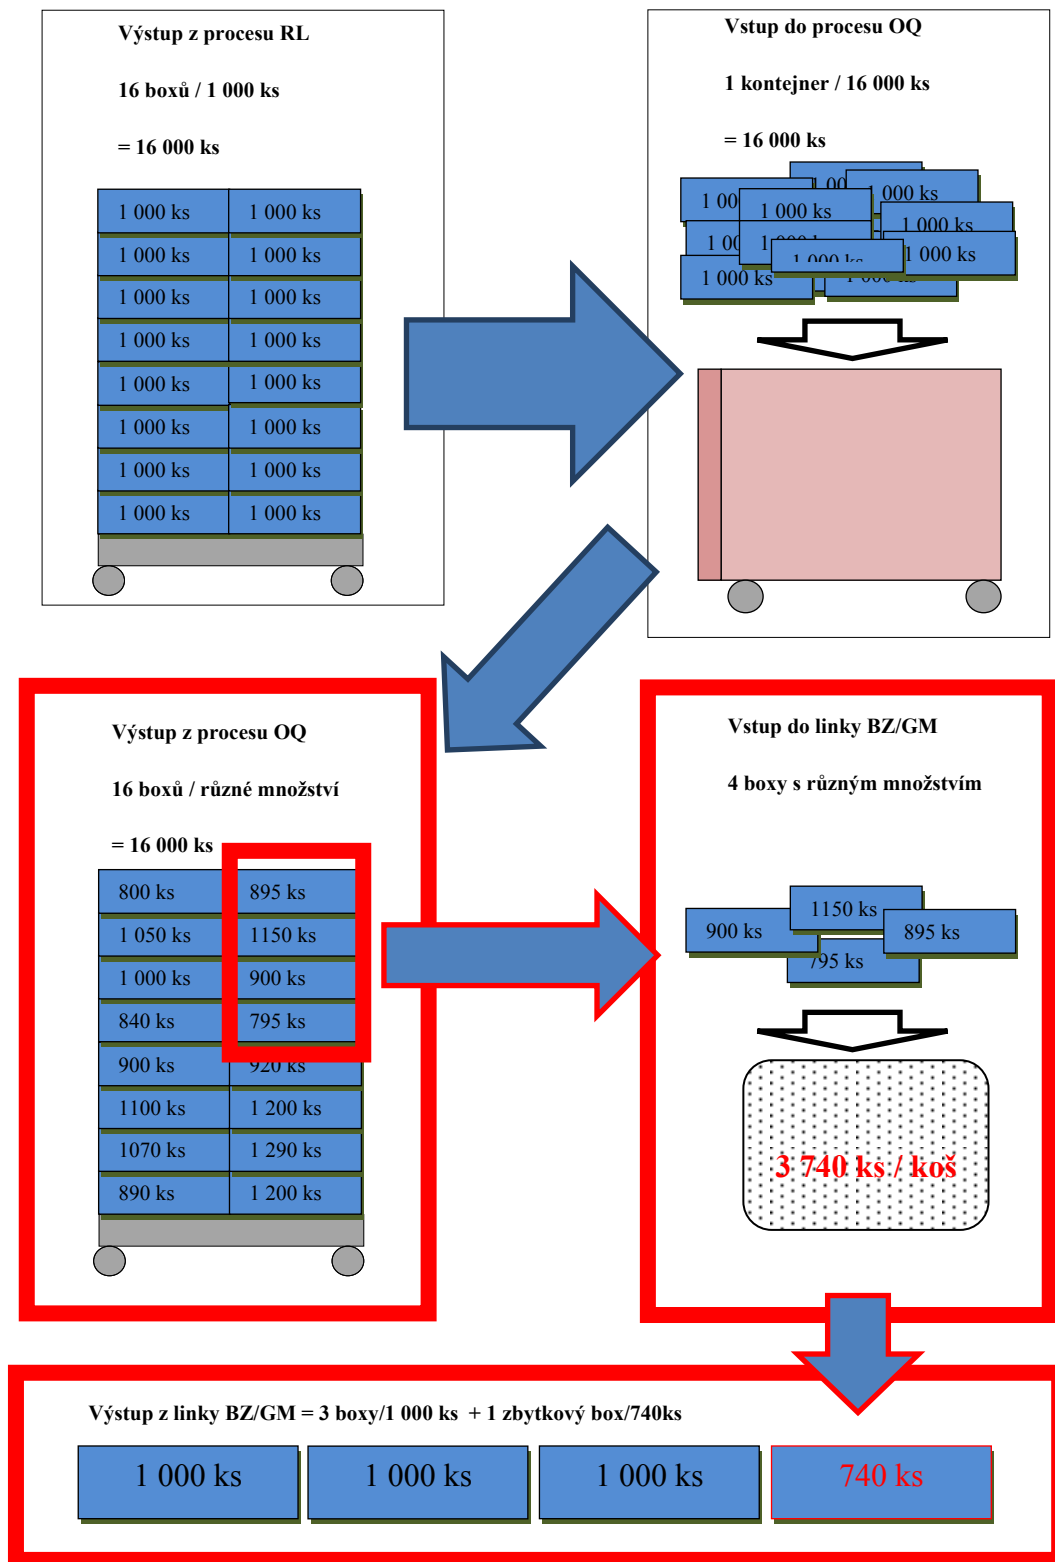 Výstup z procesu RL
16 boxů / 1 000 ks
= 16 000 ks
1 000 ks 1 000 ks
1 000 ks 1 000 ks
1 000 ks 1 000 ks
1 000 ks 1 000 ks
1 000 ks 1 000 ks
1 000 ks 1 000 ks
1 000 ks 1 000 ks
1 000 ks 1 000 ks
Vstup do procesu OQ
1 kontejner / 16 000 ks
= 16 000 ks
1 000 ks
1 000 ks
1 000 ks
1 000 ks
1 000 ks
1 000 ks
Výstup z procesu OQ
16 boxů / různé množství
= 16 000 ks
800 ks 895 ks
1 050 ks 1150 ks
1 000 ks 900 ks
840 ks 795 ks
900 ks 920 ks
1100 ks 1 200 ks
1070 ks 1 290 ks
890 ks 1 200 ks
Vstup do linky BZ/GM
4 boxy s různým množstvím
1150 ks
900 ks
895 ks
795 ks
3 740 ks / koš
Výstup z linky BZ/GM = 3 boxy/1 000 ks + 1 zbytkový box/740ks
1 000 ks 1 000 ks 1 000 ks 740 ks